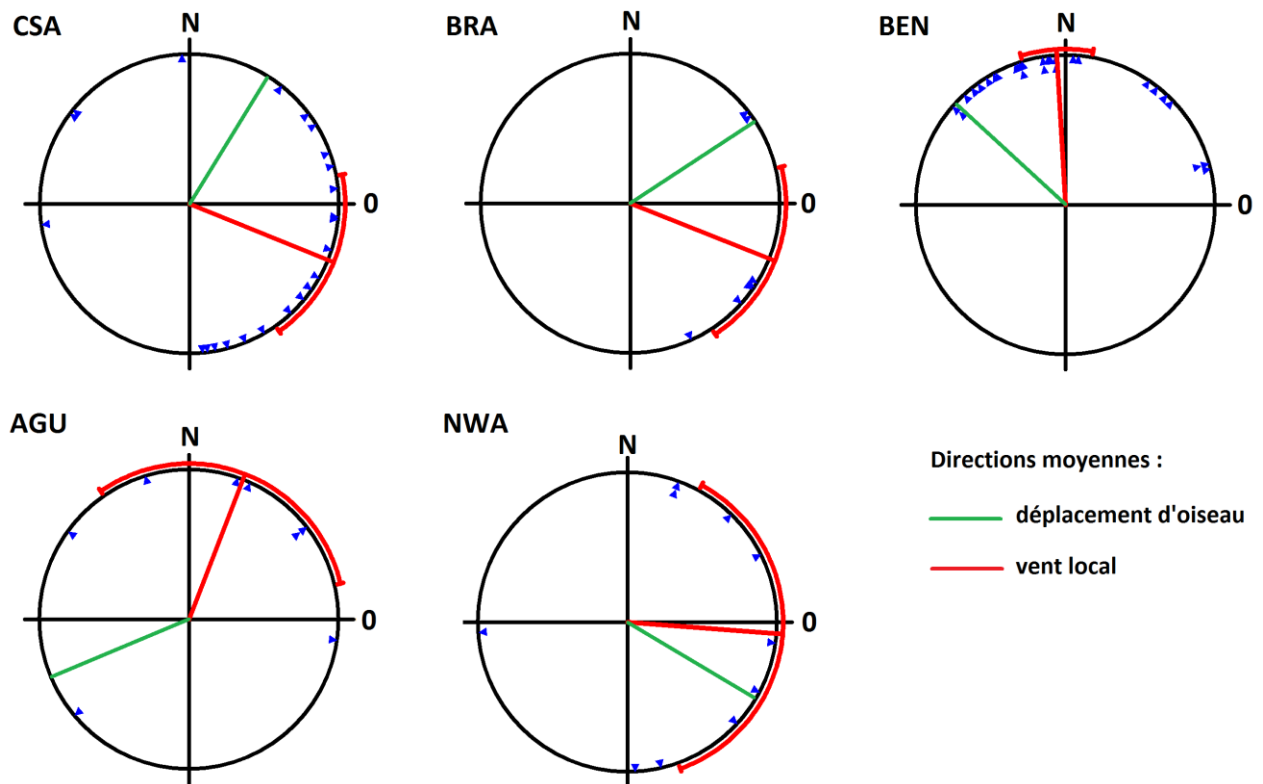 CSA
N
0
BRA
N
0
BEN
N
0
AGU
N
0
NWA
N
0
Directions moyennes :
déplacement d'oiseau
vent local